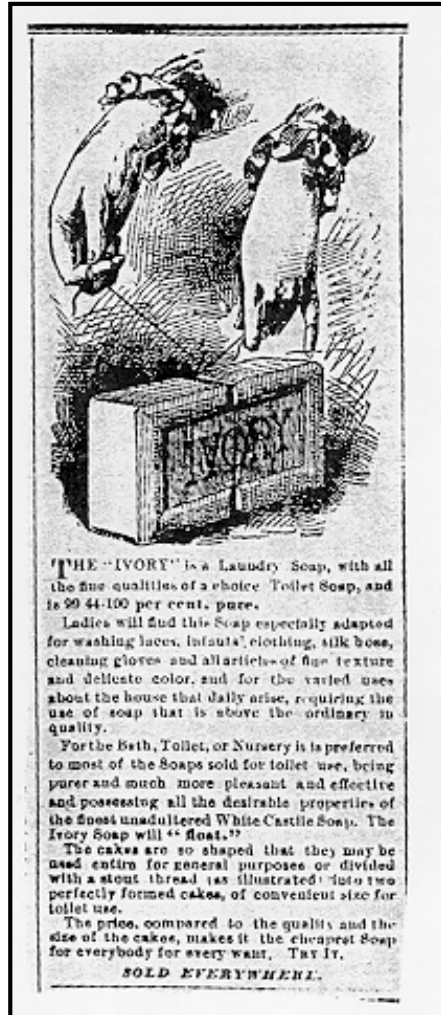 IVORY
THE "IVORY" is a Laundry Soap, with all
the fine qualities of a choice Toilet Soap, and
is 99 44-100 per cent. pure.
Ladies will find this Soap especially adapted
for washing laces, infants' clothing, silk hose,
cleaning gloves and all articles of fine texture
and delicate color, and for the varied uses
about the house that daily arise, requiring the
use of soap that is above the ordinary in
quality.
For the Bath, Toilet, or Nursery it is preferred
to most of the Soaps sold for toilet use, being
purer and much more pleasant and effective
and possessing all the desirable properties of
the finest unadultered White Castile Soap. The
Ivory Soap will "float."
The cakes are so shaped that they may be
used entire for general purposes or divided
with a stout thread (as illustrated) into two
perfectly formed cakes, of convenient size for
toilet use.
The price, compared to the quality and the
size of the cakes, makes it the cheapest Soap
for everybody for every want. TRY IT.
SOLD EVERYWHERE.